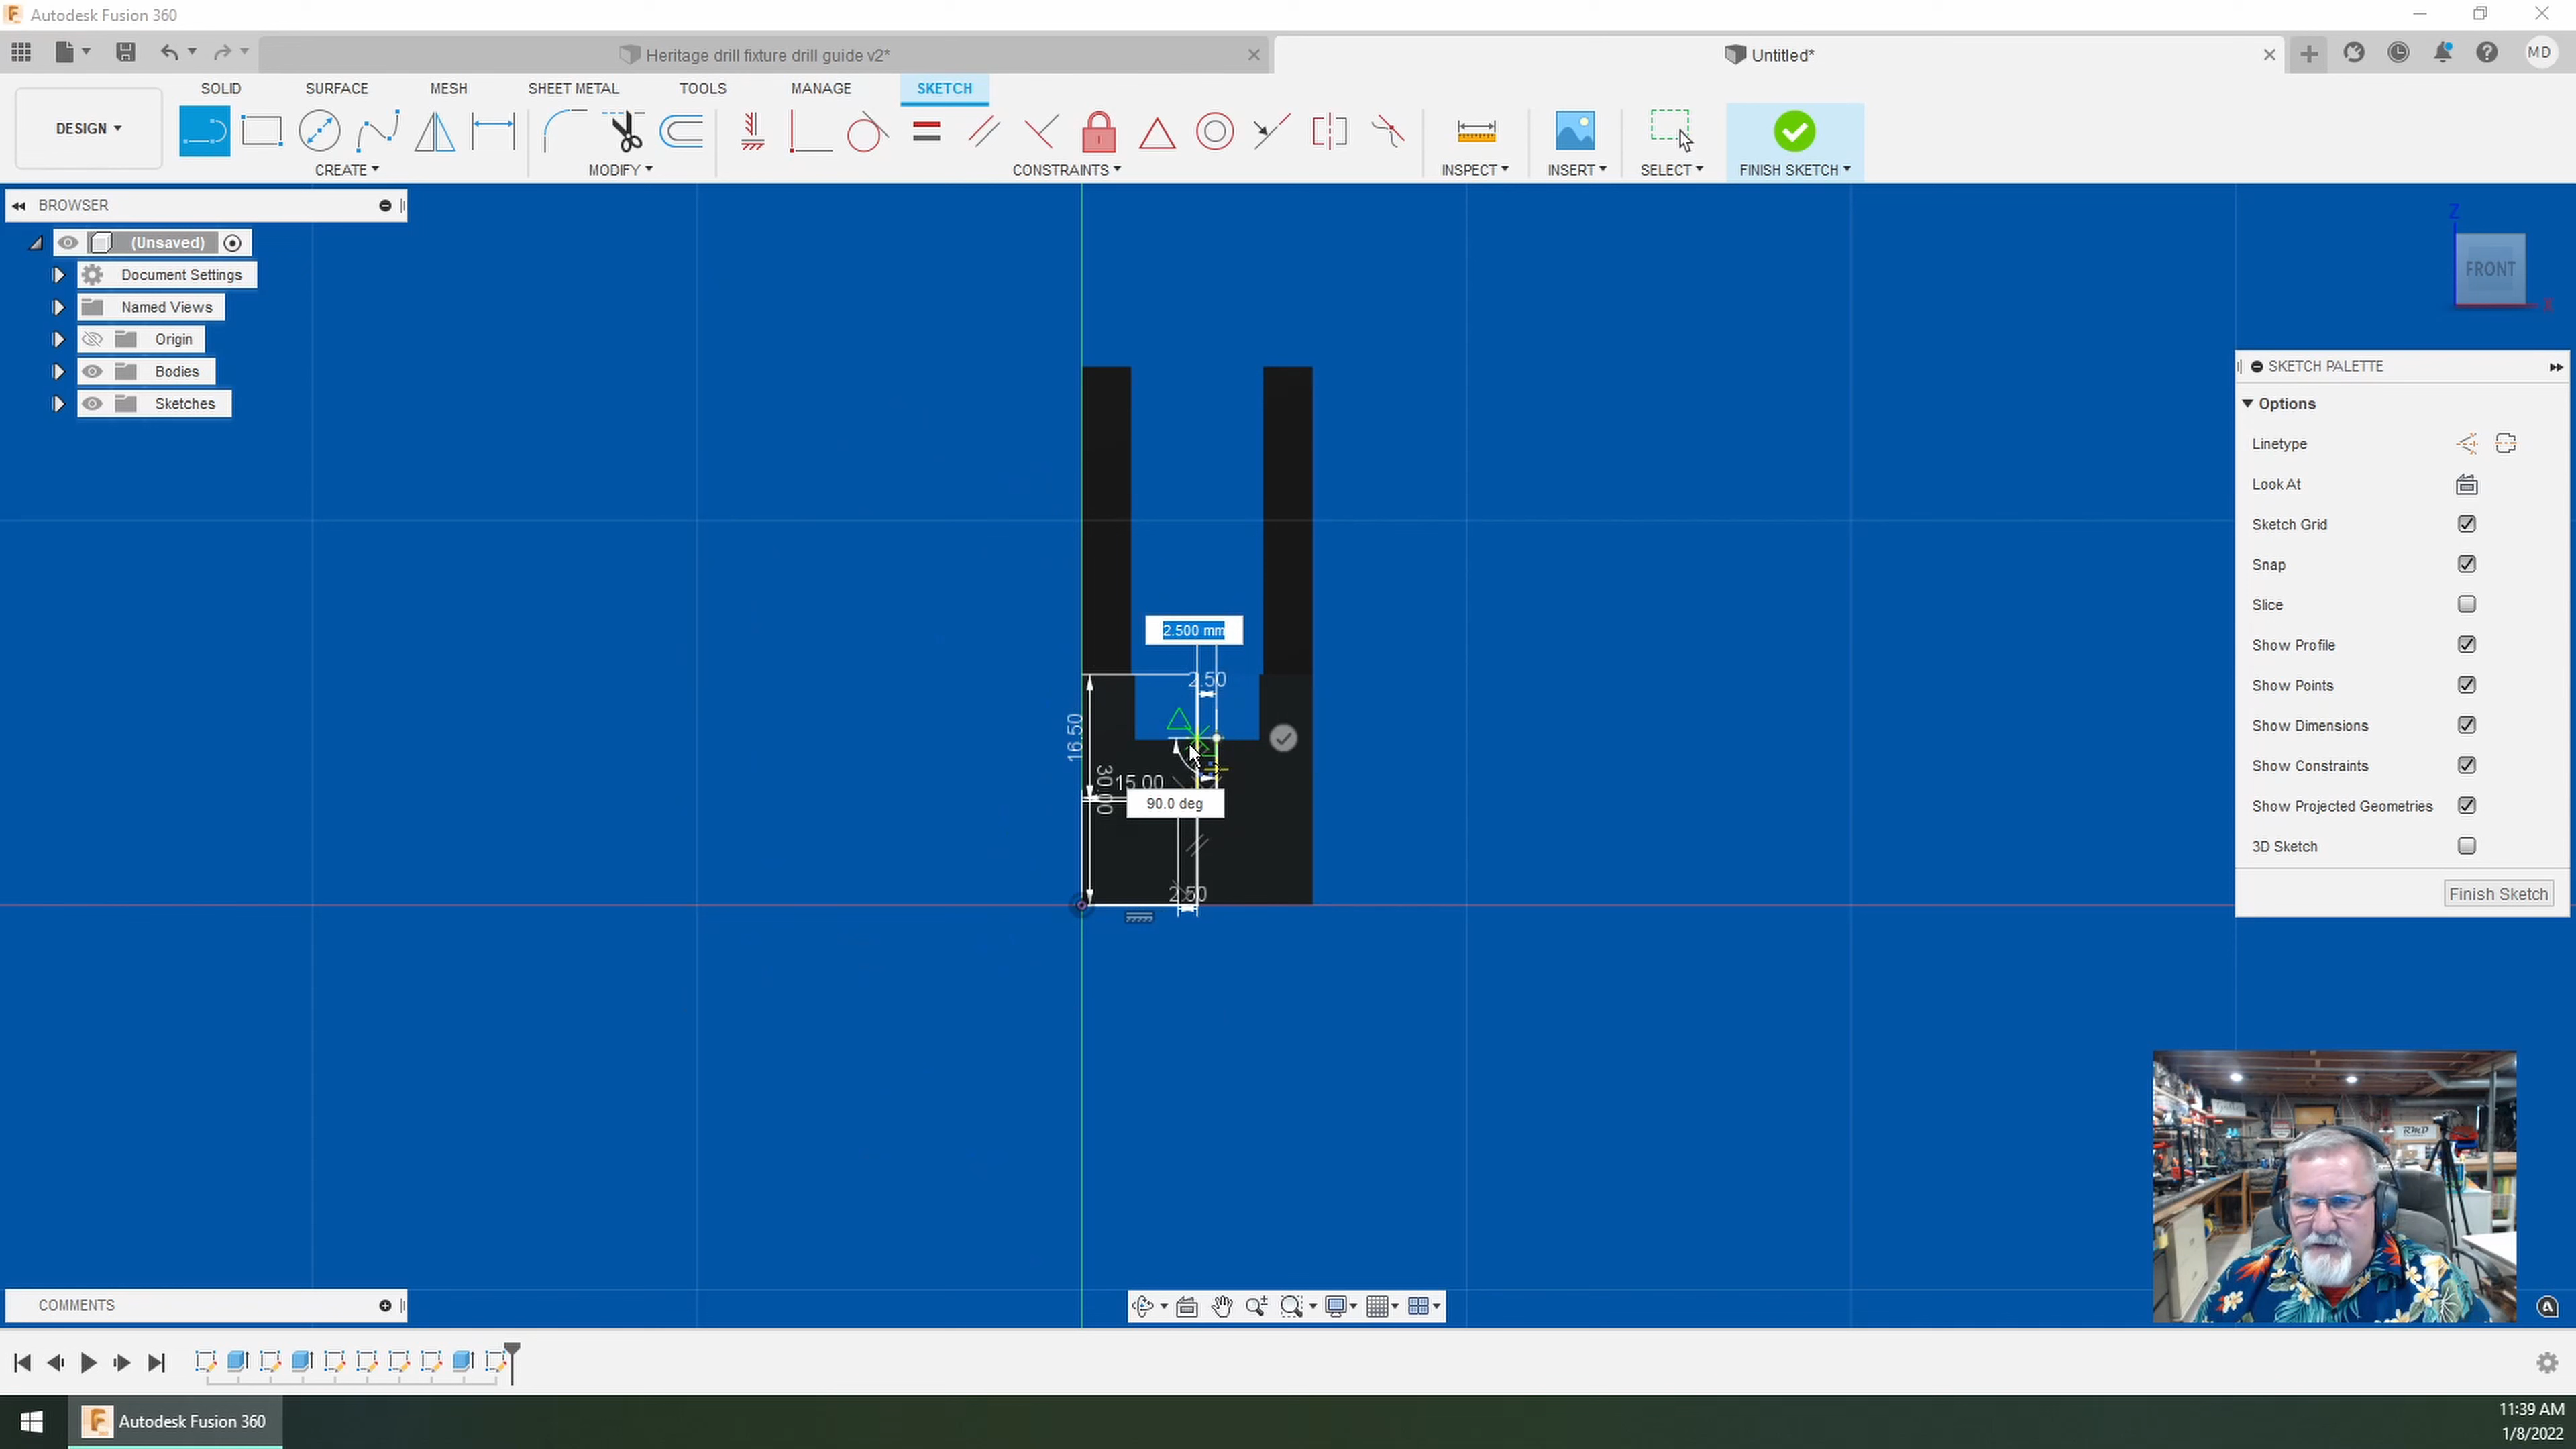 Autodesk Fusion 360
Heritage drill fixture drill guide v2*
Untitled*
MD
DESIGN
SOLID
SURFACE
MESH
SHEET METAL
TOOLS
MANAGE
SKETCH
CREATE
MODIFY
CONSTRAINTS
INSPECT
INSERT
SELECT
FINISH SKETCH
BROWSER
(Unsaved)
Document Settings
Named Views
Origin
Bodies
Sketches
Z
FRONT
X
SKETCH PALETTE
Options
Linetype
Look At
Sketch Grid
Snap
Slice
Show Profile
Show Points
Show Dimensions
Show Constraints
Show Projected Geometries
3D Sketch
Finish Sketch
2.500 mm
2.50
16.50
30.00
15.00
90.0 deg
2.50
RMP
COMMENTS
Autodesk Fusion 360
11:39 AM
1/8/2022